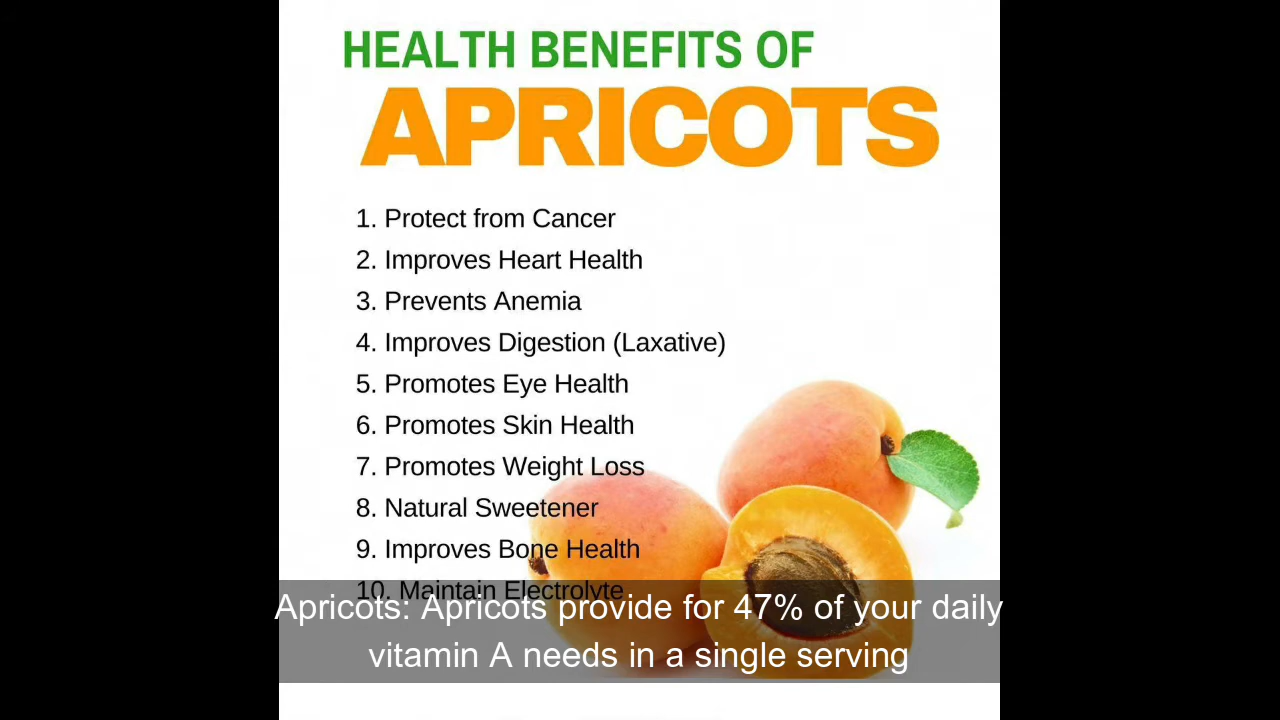 HEALTH BENEFITS OF
APRICOTS
1. Protect from Cancer
2. Improves Heart Health
3. Prevents Anemia
4. Improves Digestion (Laxative)
5. Promotes Eye Health
6. Promotes Skin Health
7. Promotes Weight Loss
8. Natural Sweetener
9. Improves Bone Health
10. Maintain Electrolyte
Apricots: Apricots provide for 47% of your daily
vitamin A needs in a single serving